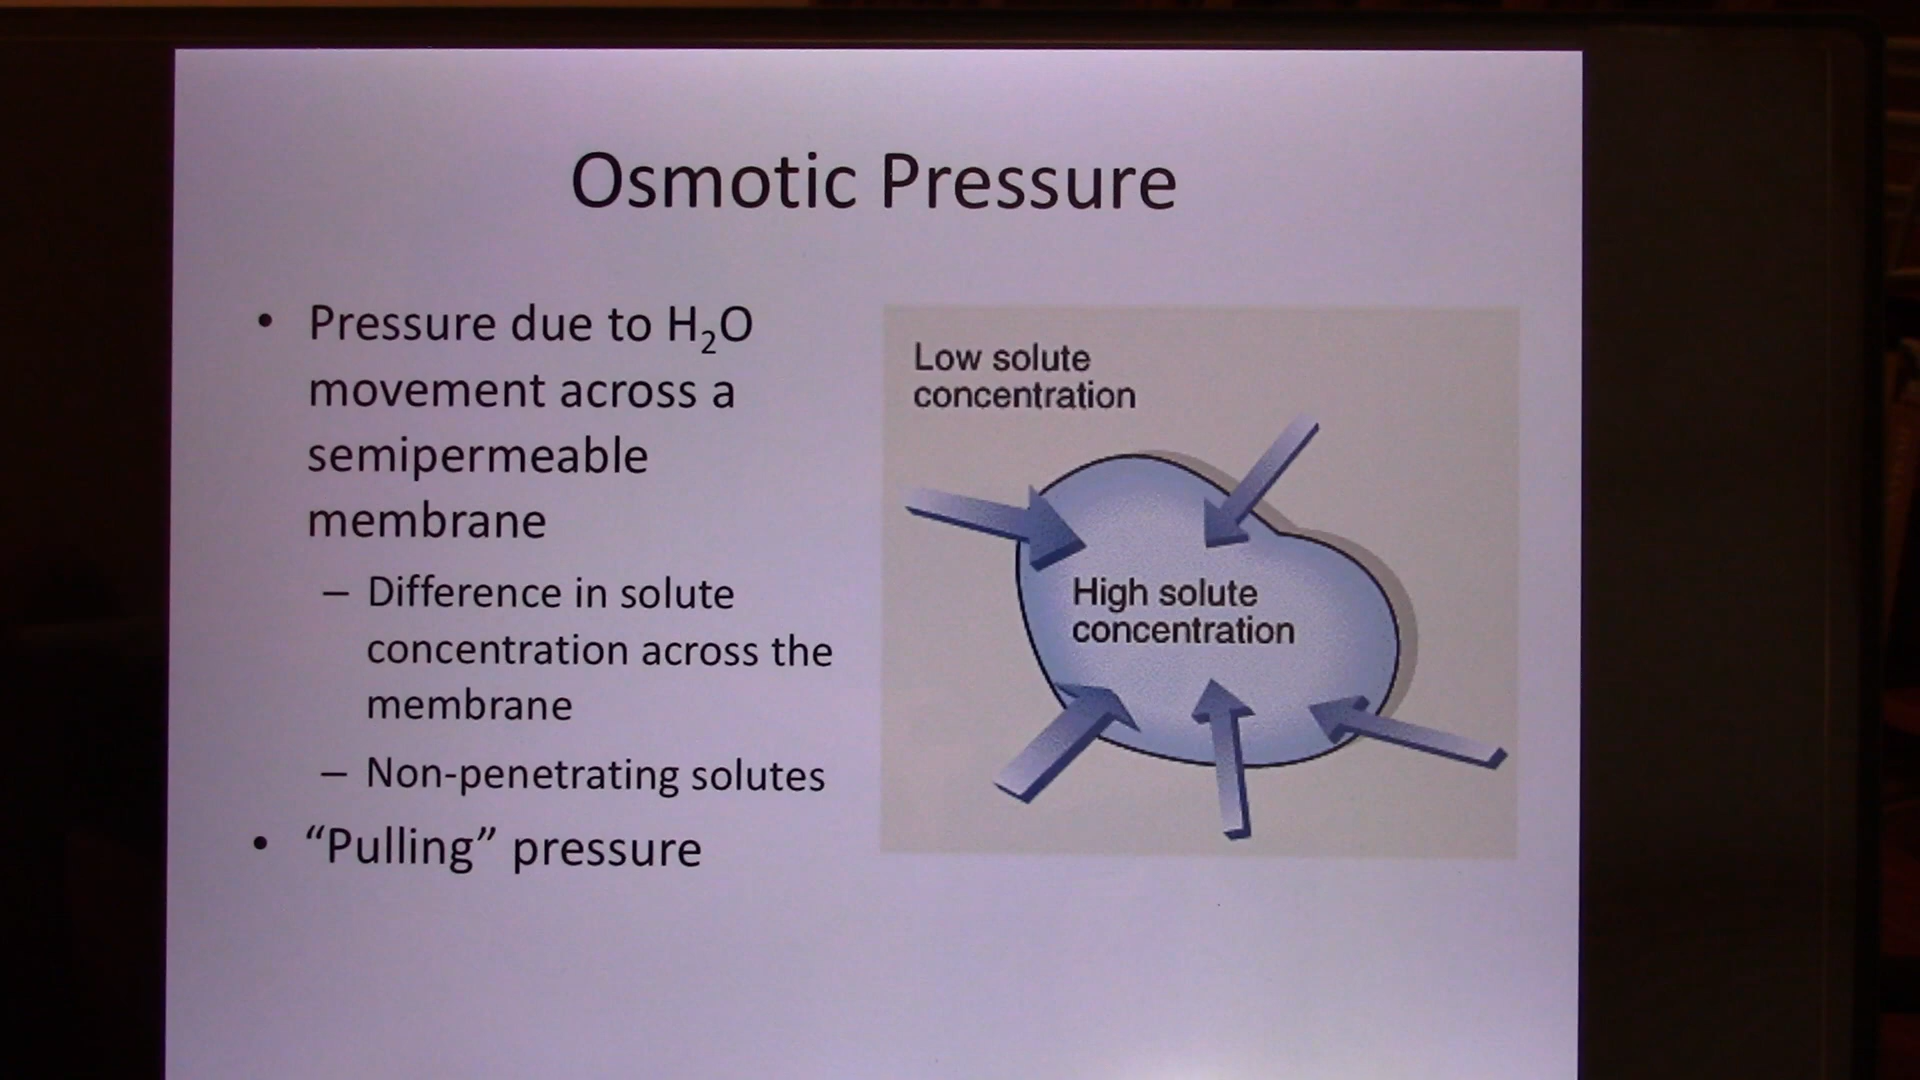 Osmotic Pressure
• Pressure due to H₂O
movement across a
semipermeable
membrane
– Difference in solute
concentration across the
membrane
– Non-penetrating solutes
• “Pulling” pressure
Low solute
concentration
High solute
concentration